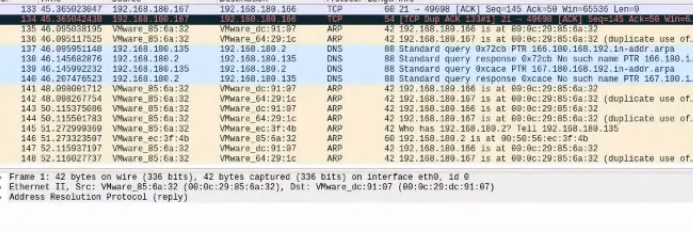 133 45.365023047 192.168.180.167 192.168.180.166 TCP 60 21 → 49698 [ACK] Seq=145 Ack=50 Win=65536 Len=0
134 45.365042438 192.168.180.166 192.168.180.167 TCP 54 [TCP Dup ACK 133#1] 21 → 49698 [ACK] Seq=145 Ack=50 Win=6…
135 46.095038195 VMware_85:6a:32 VMware_dc:91:07 ARP 42 192.168.180.166 is at 00:0c:29:85:6a:32
136 46.095117525 VMware_85:6a:32 VMware_64:29:1c ARP 42 192.168.180.167 is at 00:0c:29:85:6a:32 (duplicate use of…
137 46.095951148 192.168.180.135 192.168.180.2 DNS 88 Standard query 0x72cb PTR 166.180.168.192.in-addr.arpa
138 46.145682876 192.168.180.2 192.168.180.135 DNS 88 Standard query response 0x72cb No such name PTR 166.180.1…
139 46.145992232 192.168.180.135 192.168.180.2 DNS 88 Standard query 0xcace PTR 167.180.168.192.in-addr.arpa
140 46.207476523 192.168.180.2 192.168.180.135 DNS 88 Standard query response 0xcace No such name PTR 167.180.1…
141 48.098001712 VMware_85:6a:32 VMware_dc:91:07 ARP 42 192.168.180.166 is at 00:0c:29:85:6a:32
142 48.098267754 VMware_85:6a:32 VMware_64:29:1c ARP 42 192.168.180.167 is at 00:0c:29:85:6a:32 (duplicate use of…
143 50.115375086 VMware_85:6a:32 VMware_dc:91:07 ARP 42 192.168.180.166 is at 00:0c:29:85:6a:32
144 50.115501783 VMware_85:6a:32 VMware_64:29:1c ARP 42 192.168.180.167 is at 00:0c:29:85:6a:32 (duplicate use of…
145 51.272999369 VMware_85:6a:32 VMware_ec:3f:4b ARP 42 Who has 192.168.180.2? Tell 192.168.180.135
146 51.273323507 VMware_ec:3f:4b VMware_85:6a:32 ARP 60 192.168.180.2 is at 00:50:56:ec:3f:4b
147 52.115937197 VMware_85:6a:32 VMware_dc:91:07 ARP 42 192.168.180.166 is at 00:0c:29:85:6a:32
148 52.116027737 VMware_85:6a:32 VMware_64:29:1c ARP 42 192.168.180.167 is at 00:0c:29:85:6a:32 (duplicate use of…
Frame 1: 42 bytes on wire (336 bits), 42 bytes captured (336 bits) on interface eth0, id 0
Ethernet II, Src: VMware_85:6a:32 (00:0c:29:85:6a:32), Dst: VMware_dc:91:07 (00:0c:29:dc:91:07)
Address Resolution Protocol (reply)